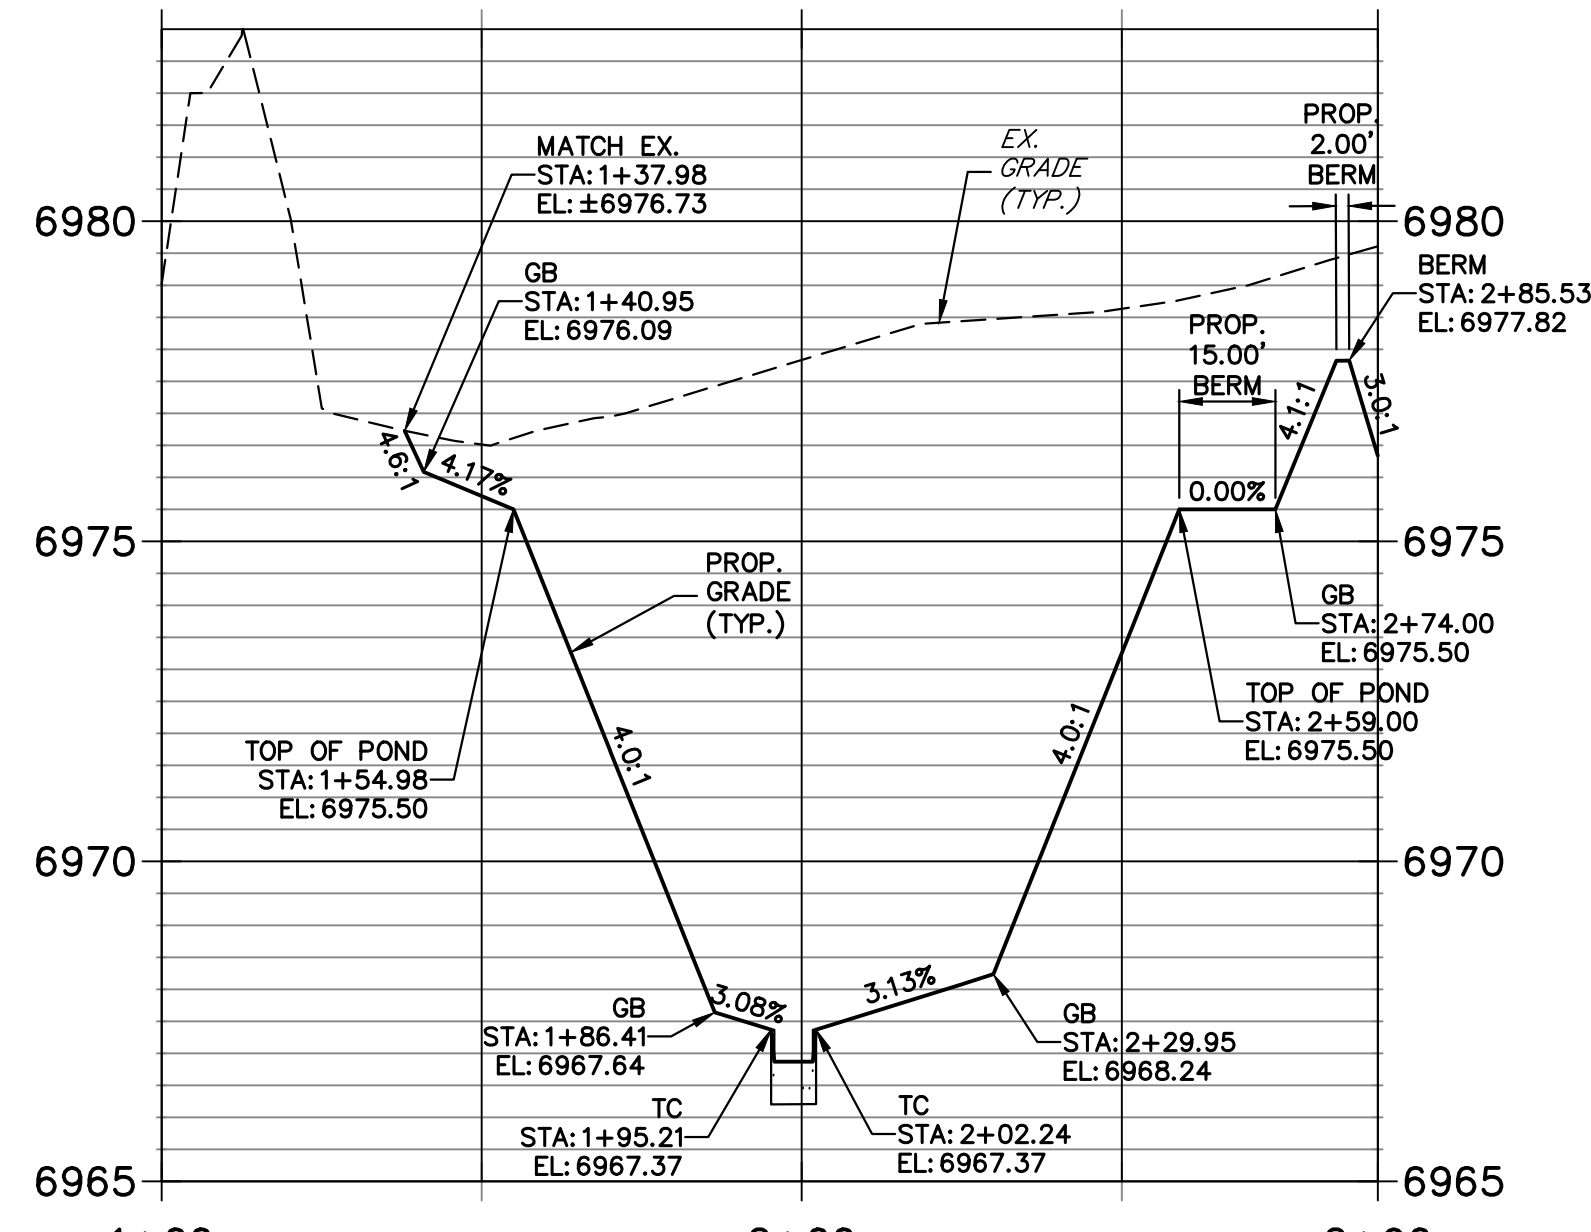 PROP.
2.00'
BERM
MATCH EX.
STA: 1+37.98
EL: ±6976.73
EX.
GRADE
(TYP.)
6980
6980
GB
STA: 1+40.95
EL: 6976.09
BERM
STA: 2+85.53
EL: 6977.82
PROP.
15.00'
BERM
4.1:1
3.0:1
4.6:1
4.17%
0.00%
6975
6975
PROP.
GRADE
(TYP.)
GB
STA: 2+74.00
EL: 6975.50
TOP OF POND
STA: 2+59.00
EL: 6975.50
TOP OF POND
STA: 1+54.98
EL: 6975.50
4.0:1
4.0:1
6970
6970
3.08%
3.13%
GB
STA: 1+86.41
EL: 6967.64
GB
STA: 2+29.95
EL: 6968.24
TC
STA: 1+95.21
EL: 6967.37
TC
STA: 2+02.24
EL: 6967.37
6965
6965